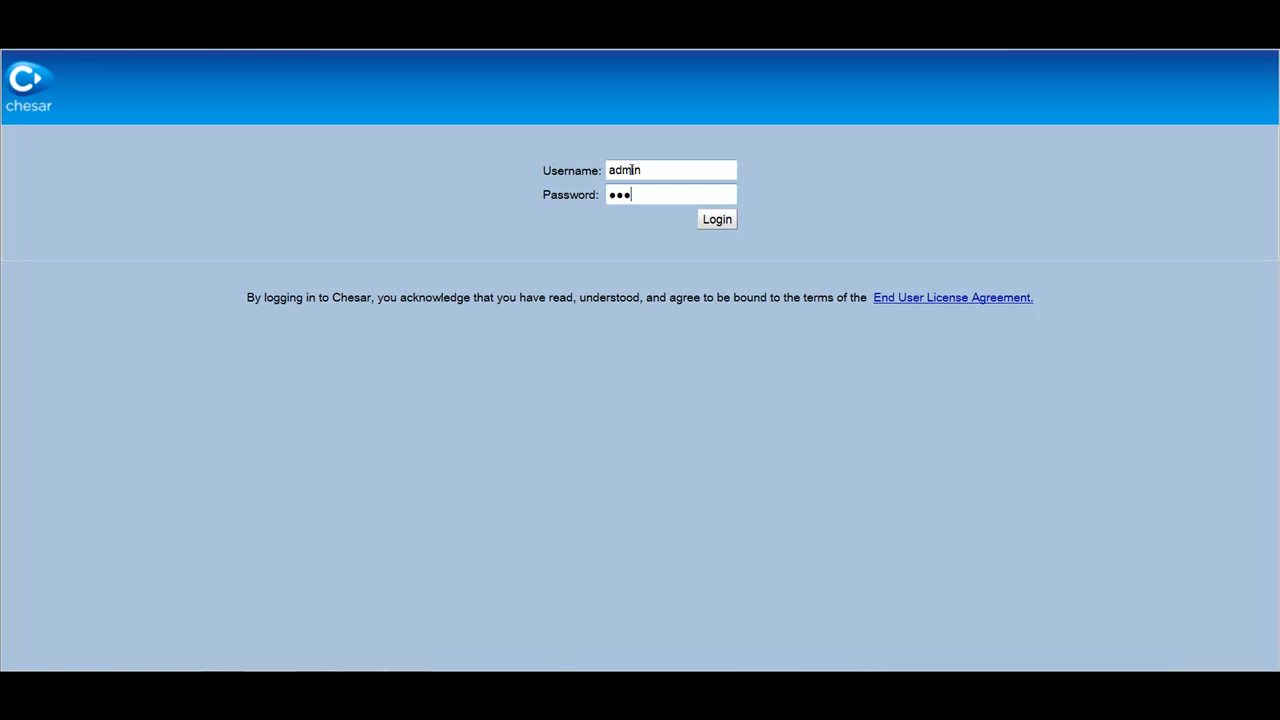 chesar
Username: admin
Password: ●●●
Login
By logging in to Chesar, you acknowledge that you have read, understood, and agree to be bound to the terms of the End User License Agreement.